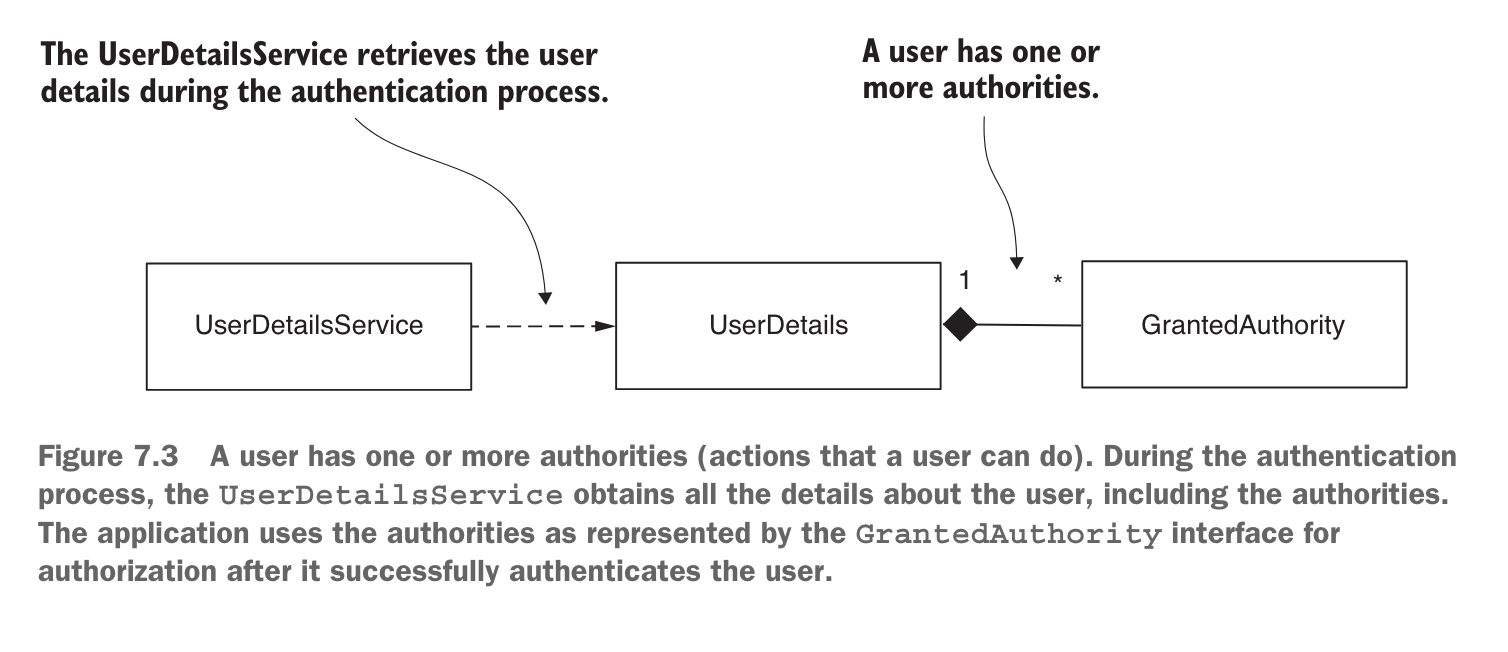 The UserDetailsService retrieves the user
details during the authentication process.
A user has one or
more authorities.
UserDetailsService
UserDetails
1
*
GrantedAuthority
Figure 7.3 A user has one or more authorities (actions that a user can do). During the authentication
process, the UserDetailsService obtains all the details about the user, including the authorities.
The application uses the authorities as represented by the GrantedAuthority interface for
authorization after it successfully authenticates the user.